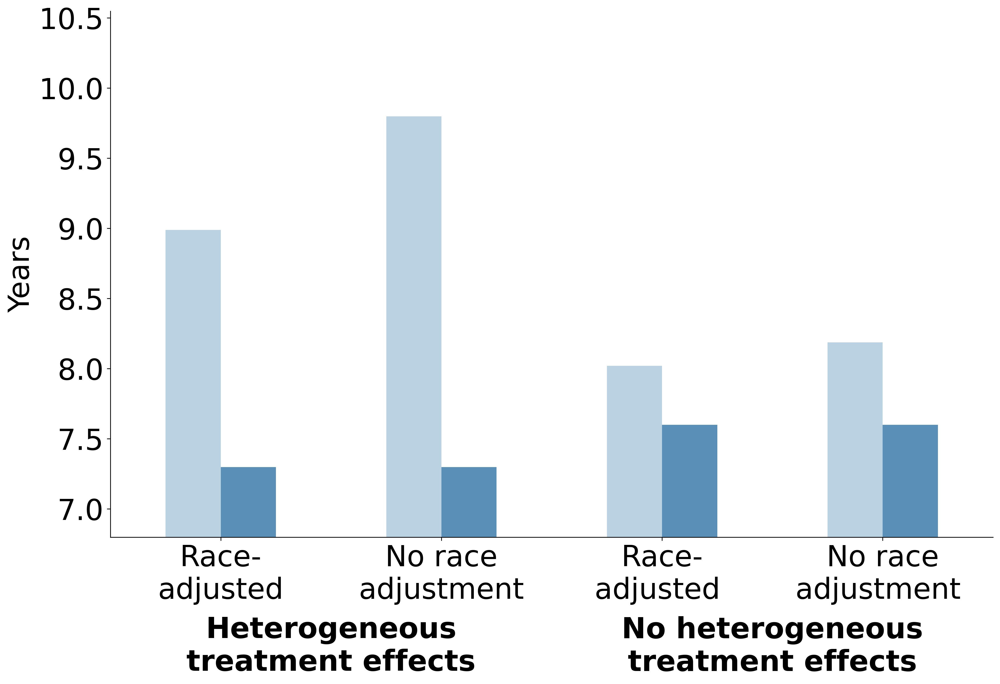 10.5
10.0
9.5
9.0
8.5
8.0
7.5
7.0
Years
Race-
adjusted
No race
adjustment
Race-
adjusted
No race
adjustment
Heterogeneous
treatment effects
No heterogeneous
treatment effects